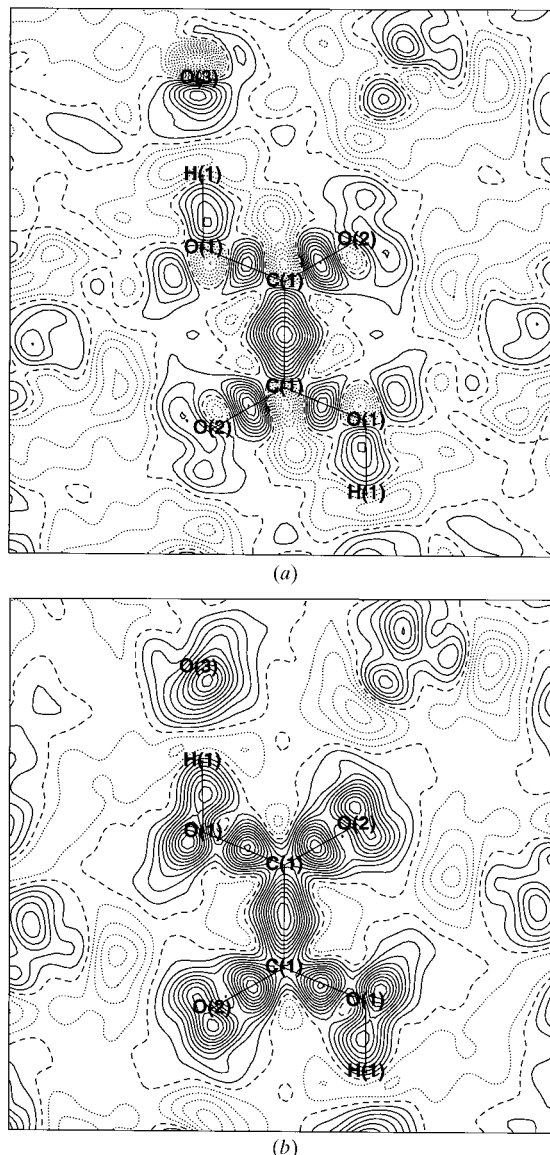 O(3)
H(1)
O(1) O(2)
C(1)
C(1)
O(2) O(1)
H(1)
(a)
O(3)
H(1)
O(1) O(2)
C(1)
C(1)
O(2) O(1)
H(1)
(b)